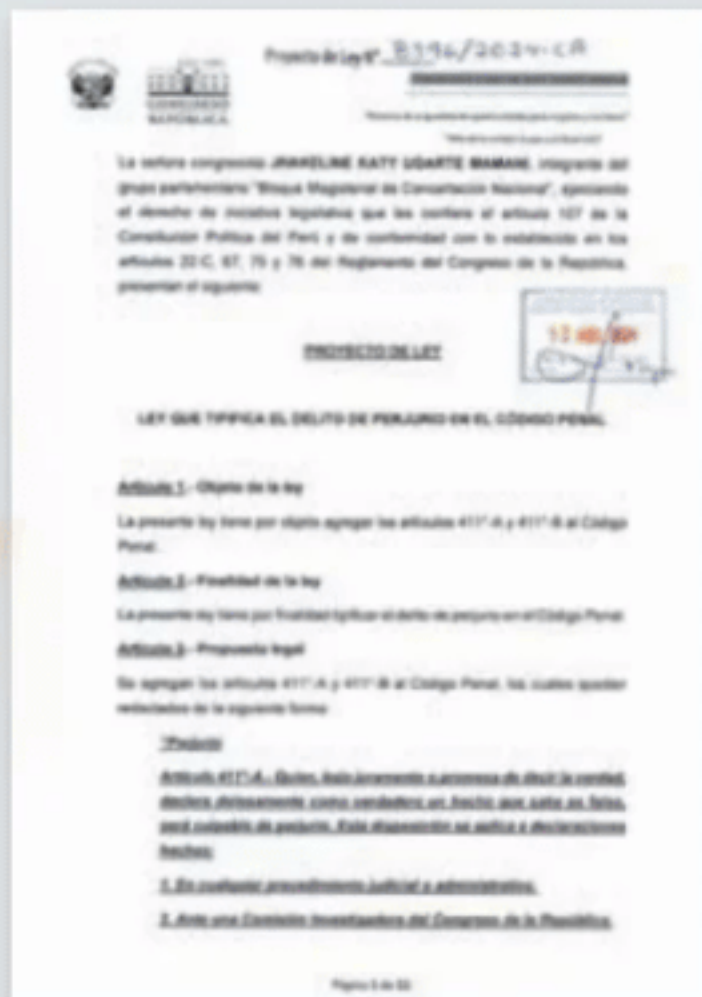 Proyecto de Ley N° 8396/2024-CR
CONGRESO
REPÚBLICA
La señora congresista JHAKELINE KATY UGARTE MAMANI, integrante del
grupo parlamentario "Bloque Magisterial de Concertación Nacional", ejerciendo
el derecho de iniciativa legislativa que les confiere el artículo 107 de la
Constitución Política del Perú y de conformidad con lo establecido en los
artículos 22 C, 67, 75 y 76 del Reglamento del Congreso de la República,
presentan el siguiente:
PROYECTO DE LEY
LEY QUE TIPIFICA EL DELITO DE PERJURIO EN EL CÓDIGO PENAL
Artículo 1.- Objeto de la ley
La presente ley tiene por objeto agregar los artículos 411°-A y 411°-B al Código
Penal.
Artículo 2.- Finalidad de la ley
La presente ley tiene por finalidad tipificar el delito de perjurio en el Código Penal
Artículo 3.- Propuesta legal
Se agregan los artículos 411°-A y 411°-B al Código Penal, los cuales quedan
redactados de la siguiente forma:
"Perjurio
Artículo 411°-A.- Quien, bajo juramento o promesa de decir la verdad,
declare dolosamente como verdadero un hecho que sabe es falso,
será culpable de perjurio. Esta disposición se aplica a declaraciones
hechas:
1. En cualquier procedimiento judicial o administrativo.
2. Ante una Comisión Investigadora del Congreso de la República.